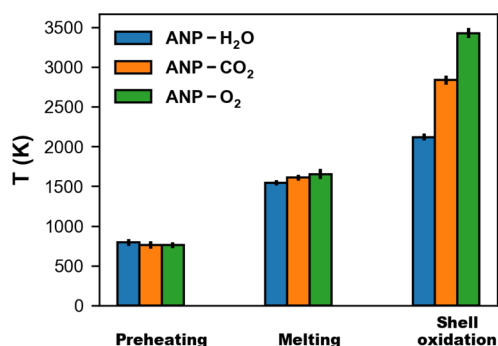 3500
3000
2500
2000
1500
1000
500
0
T (K)
ANP – H₂O
ANP – CO₂
ANP – O₂
Preheating
Melting
Shell
oxidation